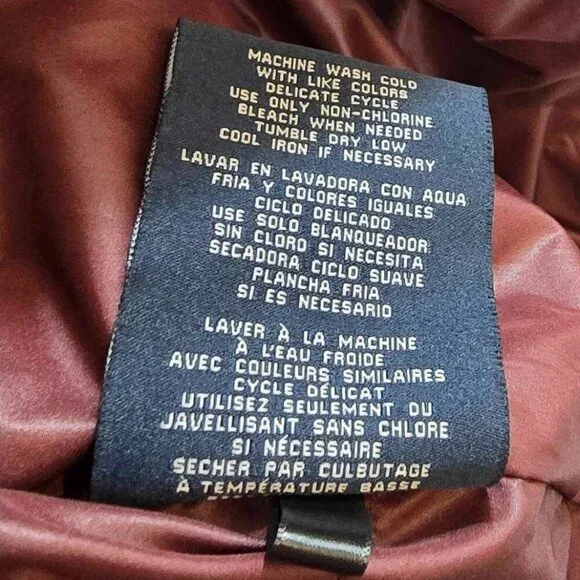 MACHINE WASH COLD
WITH LIKE COLORS
DELICATE CYCLE
USE ONLY NON-CHLORINE
BLEACH WHEN NEEDED
TUMBLE DRY LOW
COOL IRON IF NECESSARY
LAVAR EN LAVADORA CON AQUA
FRIA Y COLORES IGUALES
CICLO DELICADO
USE SOLO BLANQUEADOR
SIN CLORO SI NECESITA
SECADORA CICLO SUAVE
PLANCHA FRIA
SI ES NECESARIO
LAVER À LA MACHINE
À L'EAU FROIDE
AVEC COULEURS SIMILAIRES
CYCLE DÉLICAT
UTILISEZ SEULEMENT DU
JAVELLISANT SANS CHLORE
SI NÉCESSAIRE
SECHER PAR CULBUTAGE
À TEMPÉRATURE BASSE